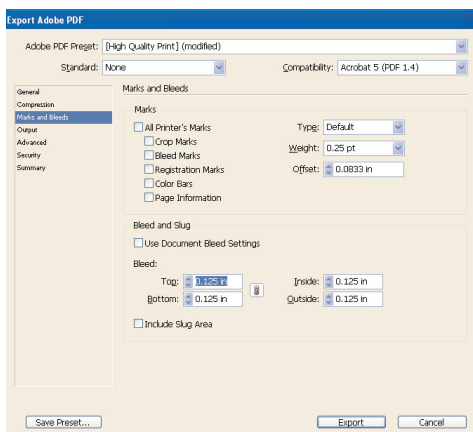 Export Adobe PDF
Adobe PDF Preset: [High Quality Print] (modified)
Standard: None Compatibility: Acrobat 5 (PDF 1.4)
General
Compression
Marks and Bleeds
Output
Advanced
Security
Summary
Marks and Bleeds
Marks
All Printer's Marks
Crop Marks
Bleed Marks
Registration Marks
Color Bars
Page Information
Type: Default
Weight: 0.25 pt
Offset: 0.0833 in
Bleed and Slug
Use Document Bleed Settings
Bleed:
Top: 0.125 in Inside: 0.125 in
Bottom: 0.125 in Outside: 0.125 in
Include Slug Area
Save Preset... Export Cancel